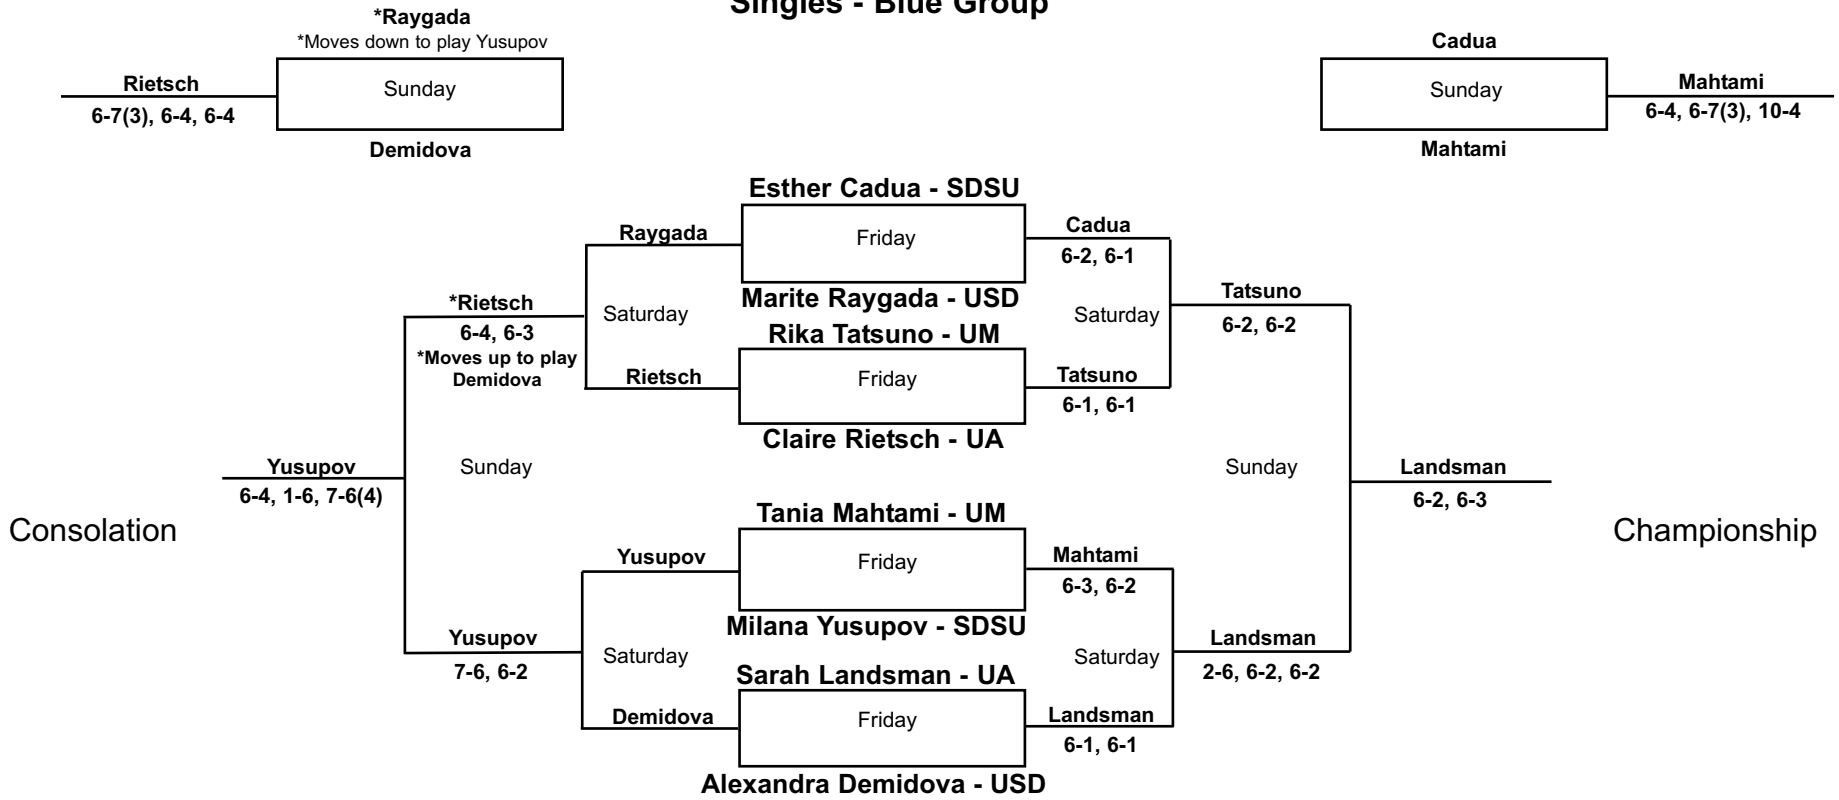 Singles - Blue Group
*Raygada
*Moves down to play Yusupov
Rietsch
Sunday
6-7(3), 6-4, 6-4
Demidova
Cadua
Sunday
Mahtami
6-4, 6-7(3), 10-4
Mahtami
Esther Cadua - SDSU
Raygada
Friday
Cadua
6-2, 6-1
Marite Raygada - USD
*Rietsch
6-4, 6-3
*Moves up to play
Demidova
Saturday
Saturday
Tatsuno
6-2, 6-2
Rika Tatsuno - UM
Rietsch
Friday
Tatsuno
6-1, 6-1
Claire Rietsch - UA
Yusupov
6-4, 1-6, 7-6(4)
Sunday
Sunday
Landsman
6-2, 6-3
Consolation
Championship
Tania Mahtami - UM
Yusupov
Friday
Mahtami
6-3, 6-2
Milana Yusupov - SDSU
Yusupov
7-6, 6-2
Saturday
Saturday
Landsman
2-6, 6-2, 6-2
Sarah Landsman - UA
Demidova
Friday
Landsman
6-1, 6-1
Alexandra Demidova - USD